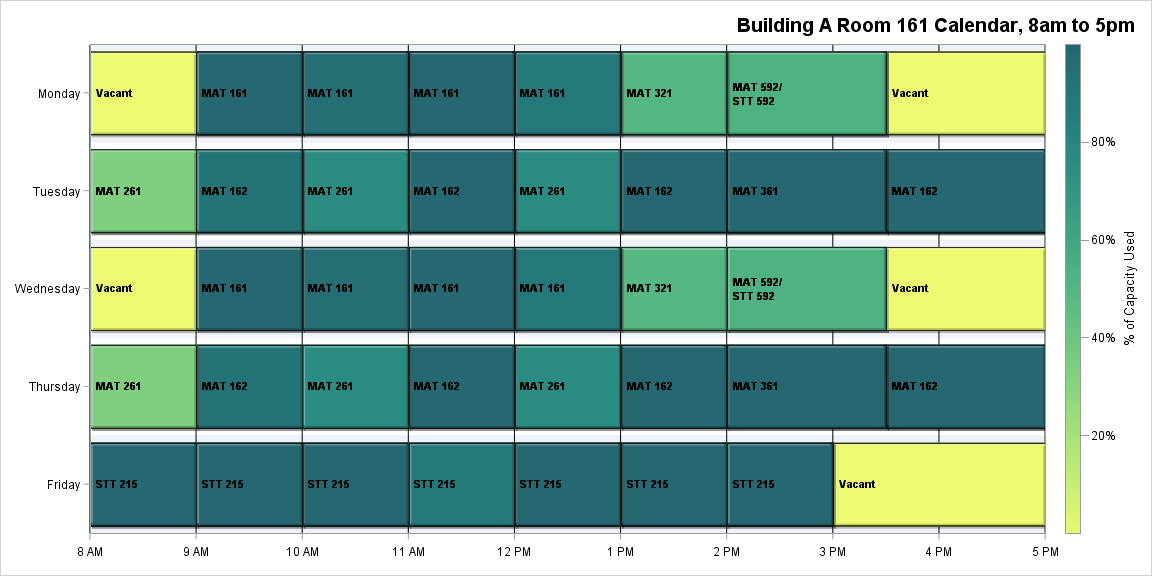 Building A Room 161 Calendar, 8am to 5pm
Monday
Vacant
MAT 161
MAT 161
MAT 161
MAT 161
MAT 321
MAT 592/
STT 592
Vacant
Tuesday
MAT 261
MAT 162
MAT 261
MAT 162
MAT 261
MAT 162
MAT 361
MAT 162
Wednesday
Vacant
MAT 161
MAT 161
MAT 161
MAT 161
MAT 321
MAT 592/
STT 592
Vacant
Thursday
MAT 261
MAT 162
MAT 261
MAT 162
MAT 261
MAT 162
MAT 361
MAT 162
Friday
STT 215
STT 215
STT 215
STT 215
STT 215
STT 215
STT 215
Vacant
8 AM
9 AM
10 AM
11 AM
12 PM
1 PM
2 PM
3 PM
4 PM
5 PM
80%
60%
40%
20%
% of Capacity Used